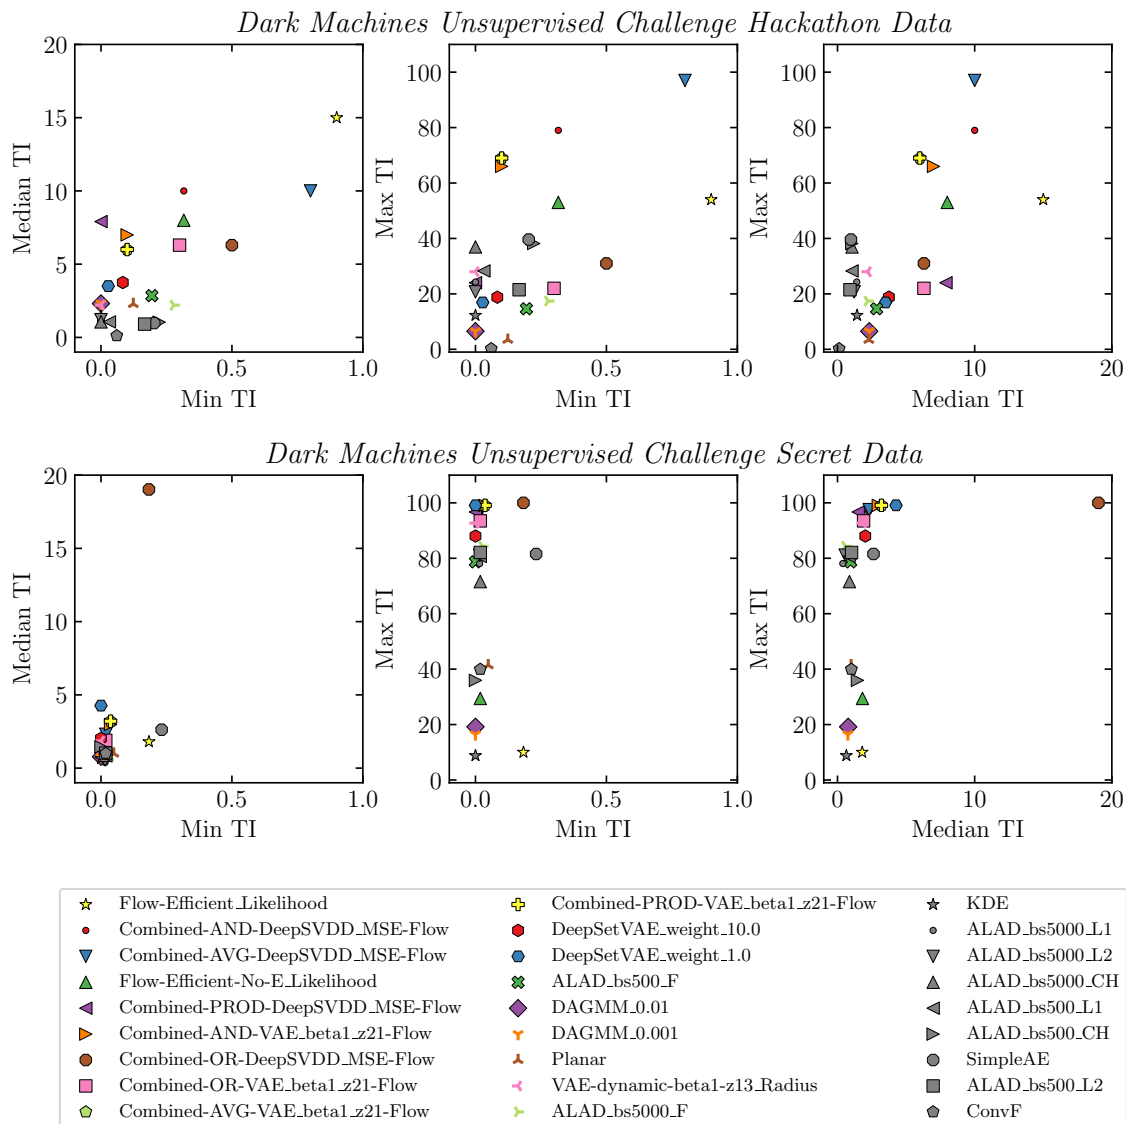 Dark Machines Unsupervised Challenge Hackathon Data
20
15
10
5
0
Median TI
0.0
0.5
1.0
Min TI
100
80
60
40
20
0
Max TI
0.0
0.5
1.0
Min TI
100
80
60
40
20
0
Max TI
0
10
20
Median TI
Dark Machines Unsupervised Challenge Secret Data
20
15
10
5
0
Median TI
0.0
0.5
1.0
Min TI
100
80
60
40
20
0
Max TI
0.0
0.5
1.0
Min TI
100
80
60
40
20
0
Max TI
0
10
20
Median TI
Flow-Efficient_Likelihood
Combined-AND-DeepSVDD_MSE-Flow
Combined-AVG-DeepSVDD_MSE-Flow
Flow-Efficient-No-E_Likelihood
Combined-PROD-DeepSVDD_MSE-Flow
Combined-AND-VAE_beta1_z21-Flow
Combined-OR-DeepSVDD_MSE-Flow
Combined-OR-VAE_beta1_z21-Flow
Combined-AVG-VAE_beta1_z21-Flow
Combined-PROD-VAE_beta1_z21-Flow
DeepSetVAE_weight_10.0
DeepSetVAE_weight_1.0
ALAD_bs500_F
DAGMM_0.01
DAGMM_0.001
Planar
VAE-dynamic-beta1-z13_Radius
ALAD_bs5000_F
KDE
ALAD_bs5000_L1
ALAD_bs5000_L2
ALAD_bs5000_CH
ALAD_bs500_L1
ALAD_bs500_CH
SimpleAE
ALAD_bs500_L2
ConvF